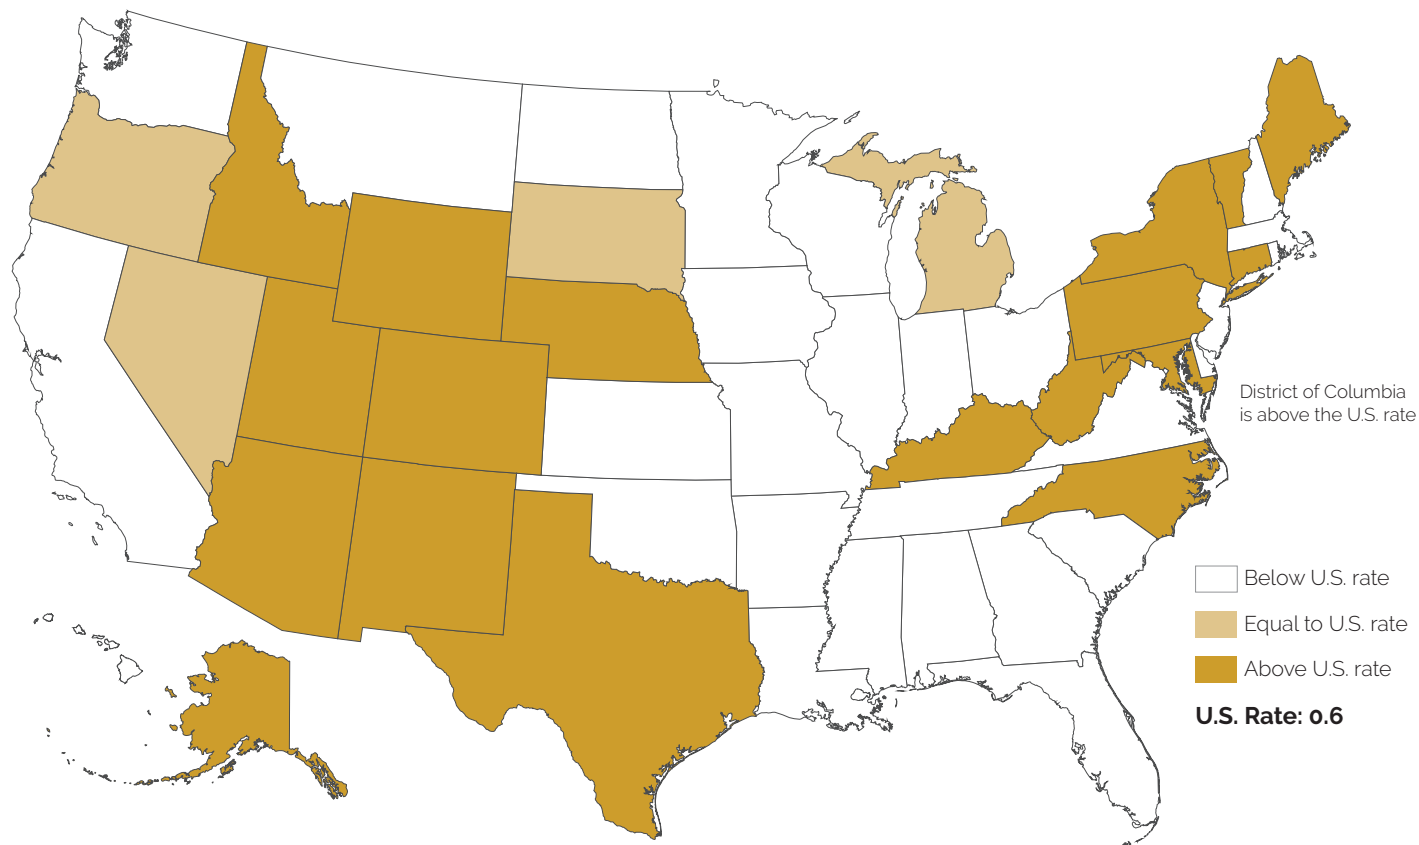 District of Columbia
is above the U.S. rate
Below U.S. rate
Equal to U.S. rate
Above U.S. rate
U.S. Rate: 0.6